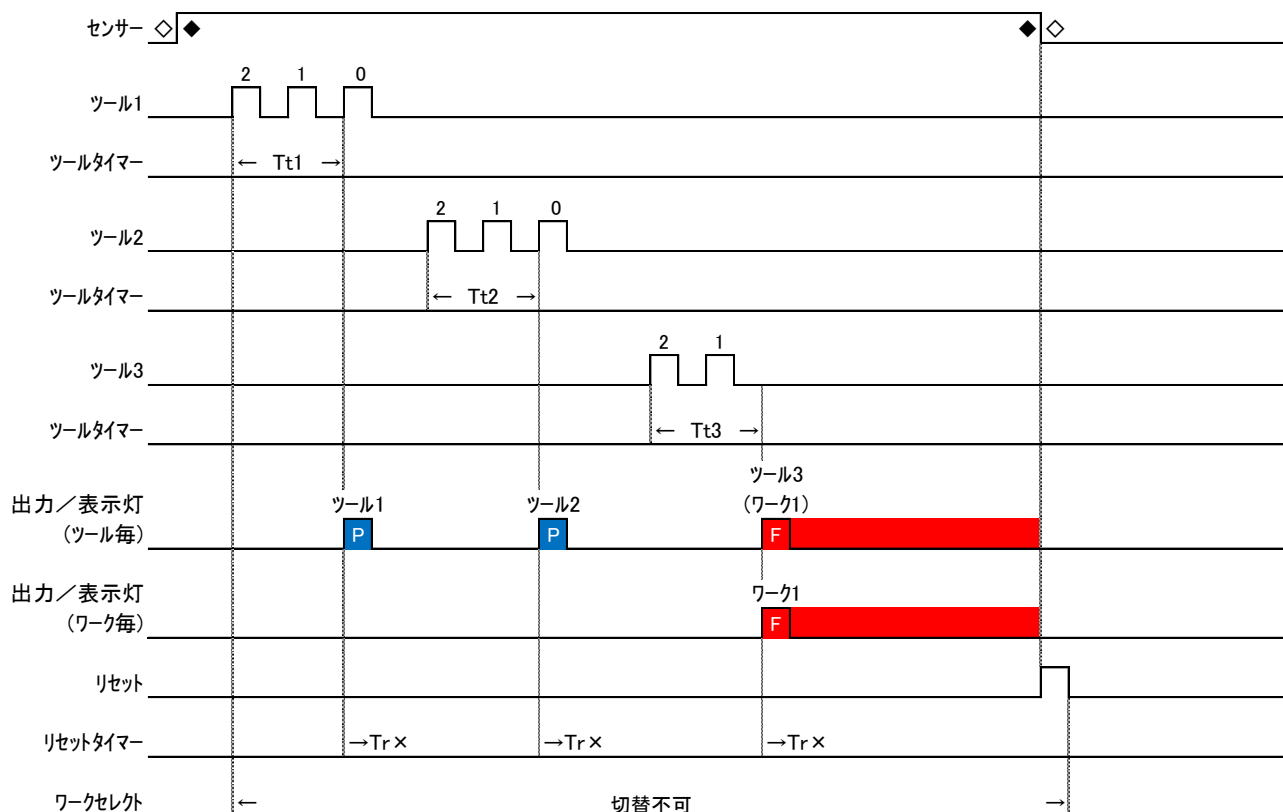 センサー ◇ ◆ ◆ ◇
2 1 0
ツール1
ツールタイマー ← Tt1 →
2 1 0
ツール2
ツールタイマー ← Tt2 →
2 1
ツール3
ツールタイマー ← Tt3 →
ツール3
出力／表示灯 ツール1 ツール2 (ワーク1)
(ツール毎) P P F
出力／表示灯 ワーク1
(ワーク毎) F
リセット
リセットタイマー →Tr× →Tr× →Tr×
ワークセレクト ← 切替不可 →